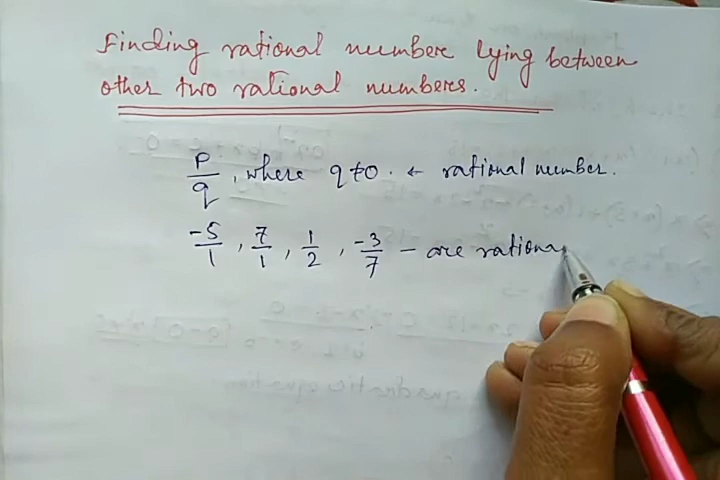 Finding rational number lying between
other two rational numbers.
P/q, where q≠0. ← rational number.
-5/1, 7/1, 1/2, -3/7 – are rationa